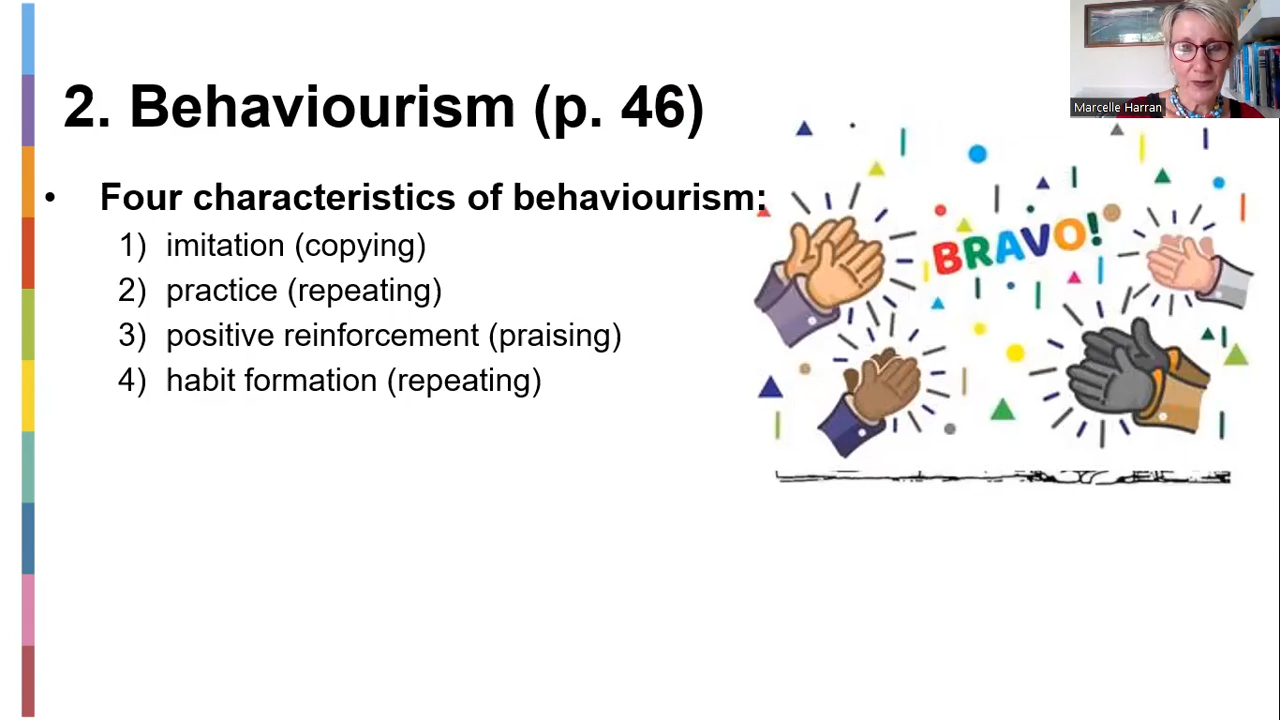 2. Behaviourism (p. 46)
Marcelle Harran
• Four characteristics of behaviourism:
1) imitation (copying)
2) practice (repeating)
3) positive reinforcement (praising)
4) habit formation (repeating)
BRAVO!